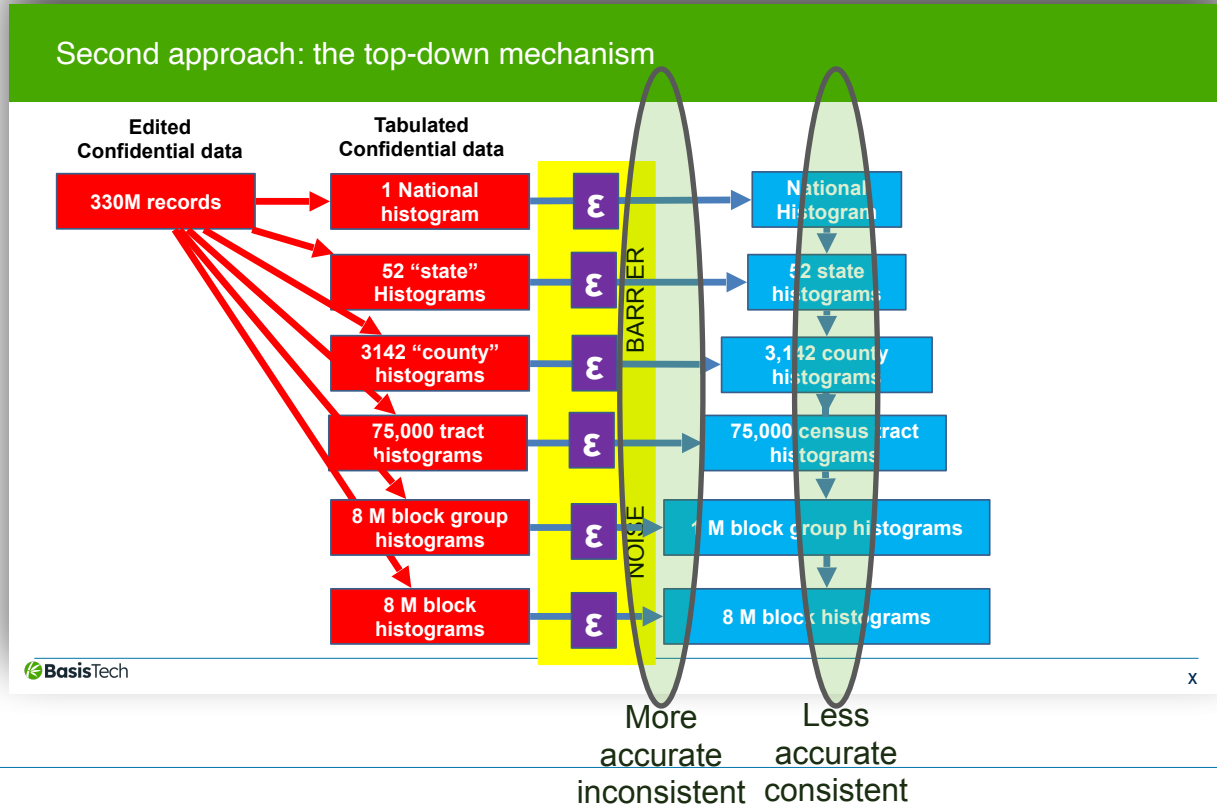 Second approach: the top-down mechanism
Edited
Confidential data
Tabulated
Confidential data
330M records
1 National
histogram
ε
National
Histogram
52 “state”
Histograms
ε
52 state
histograms
3142 “county”
histograms
ε
3,142 county
histograms
75,000 tract
histograms
ε
75,000 census tract
histograms
8 M block group
histograms
ε
1 M block group histograms
8 M block
histograms
ε
8 M block histograms
NOISE BARRIER
BasisTech
x
More
accurate
inconsistent
Less
accurate
consistent